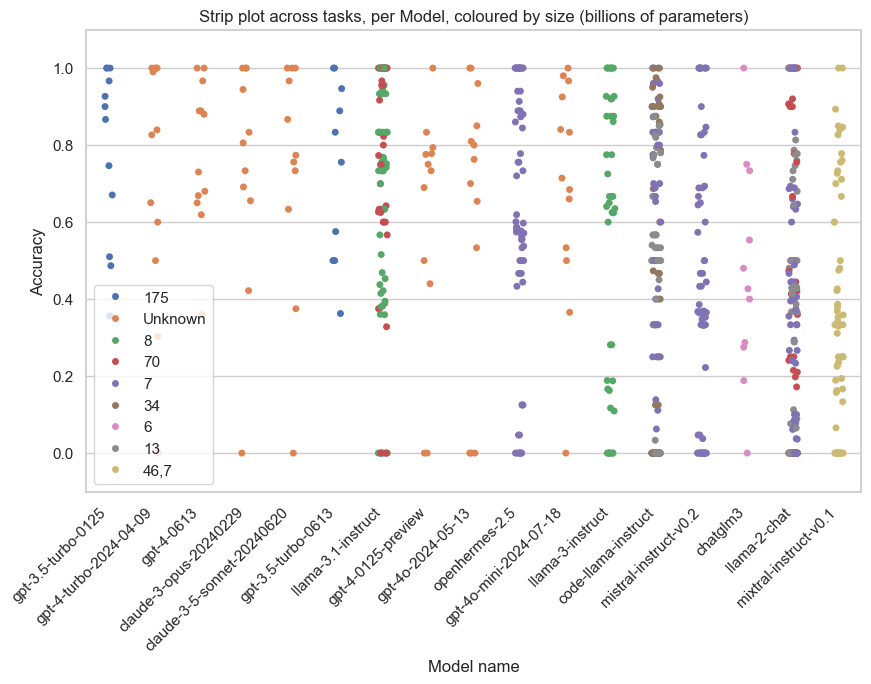 Strip plot across tasks, per Model, coloured by size (billions of parameters)
Accuracy
1.0
0.8
0.6
0.4
0.2
0.0
175
Unknown
8
70
7
34
6
13
46,7
gpt-3.5-turbo-0125
gpt-4-turbo-2024-04-09
gpt-4-0613
claude-3-opus-20240229
claude-3-5-sonnet-20240620
gpt-3.5-turbo-0613
llama-3.1-instruct
gpt-4-0125-preview
gpt-4o-2024-05-13
openhermes-2.5
gpt-4o-mini-2024-07-18
llama-3-instruct
code-llama-instruct
mistral-instruct-v0.2
chatglm3
llama-2-chat
mixtral-instruct-v0.1
Model name